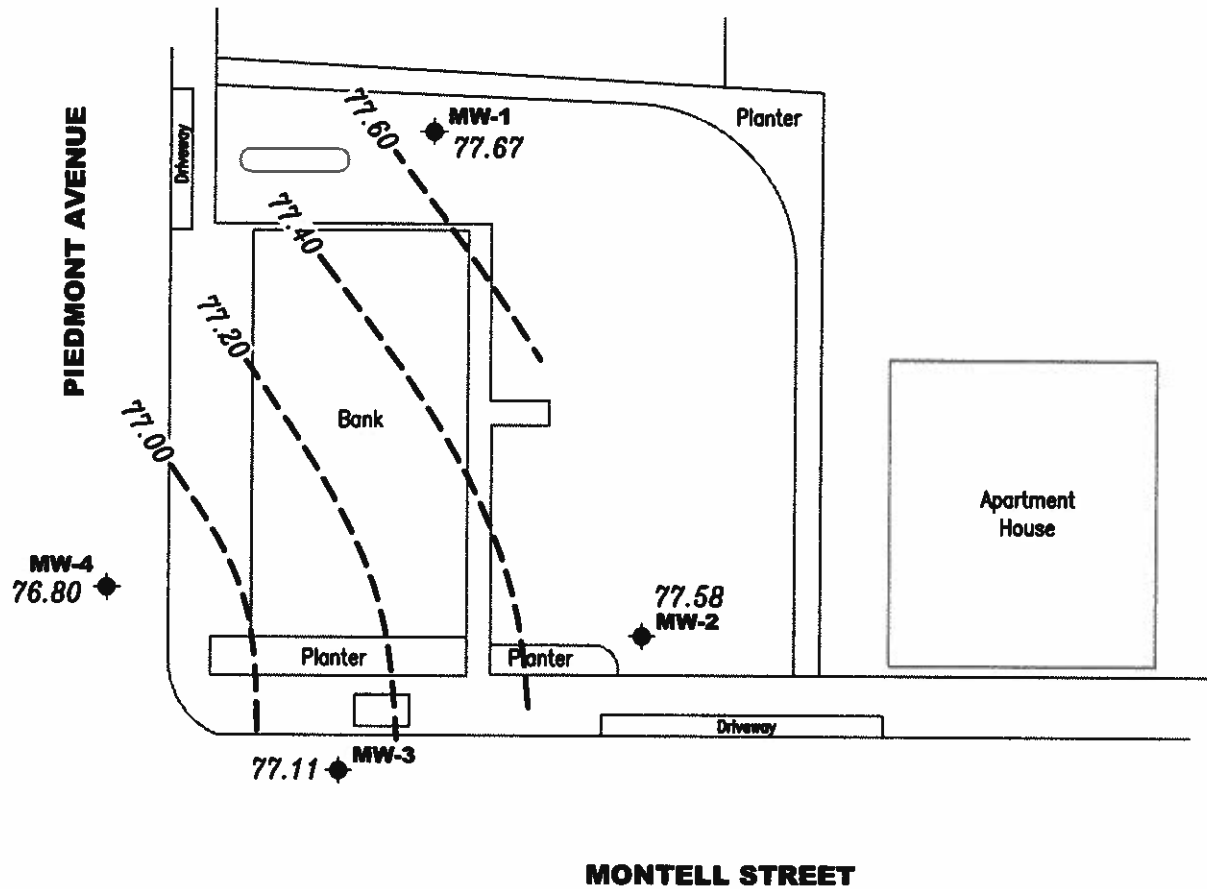 77.60
MW-1
77.67
Planter
PIEDMONT AVENUE
Driveway
77.40
77.20
77.00
Bank
Apartment
House
MW-4
76.80
77.58
MW-2
Planter
Planter
Driveway
MW-3
77.11
MONTELL STREET